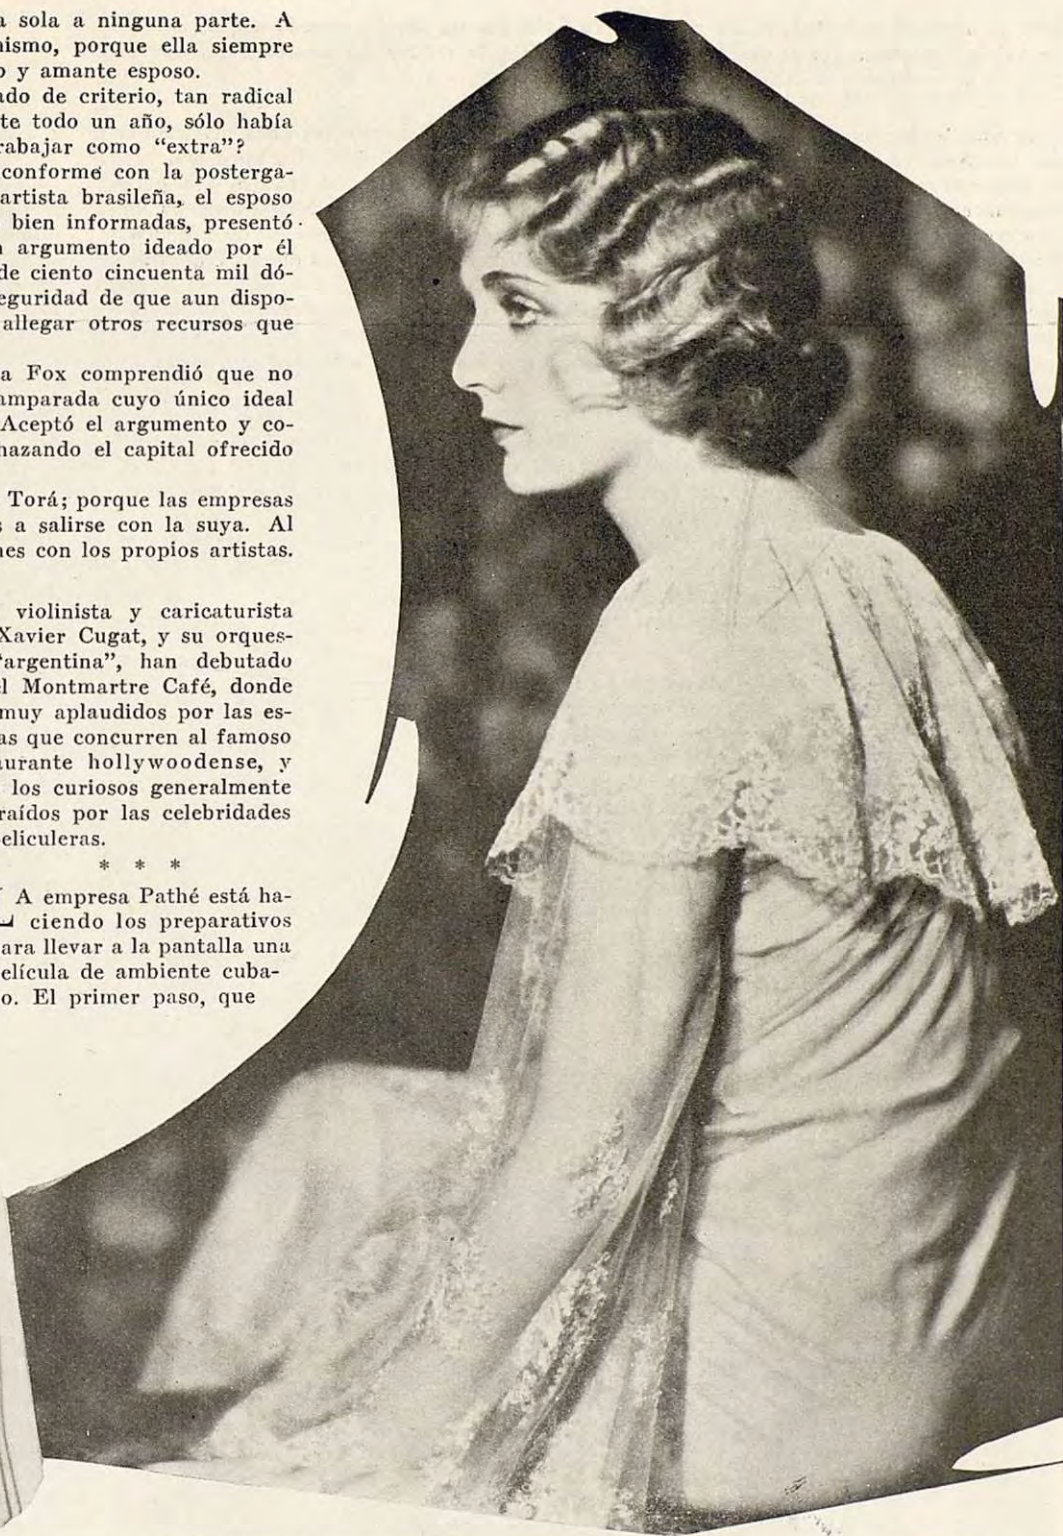 a sola a ninguna parte. A
nismo, porque ella siempre
o y amante esposo.
ado de criterio, tan radical
te todo un año, sólo había
rabajar como “extra”?
conforme con la posterga-
artista brasileña, el esposo
bien informadas, presentó
argumento ideado por él
de ciento cincuenta mil dó-
eguridad de que aun dispo-
allegar otros recursos que
a Fox comprendió que no
amparada cuyo único ideal
Aceptó el argumento y co-
hazando el capital ofrecido
Torá; porque las empresas
s a salirse con la suya. Al
nes con los propios artistas.
violinista y caricaturista
Xavier Cugat, y su orques-
“argentina”, han debutado
el Montmartre Café, donde
muy aplaudidos por las es-
as que concurren al famoso
aurante hollywoodense, y
los curiosos generalmente
raídos por las celebridades
eliculeras.
* * *
A empresa Pathé está ha-
ciendo los preparativos
ara llevar a la pantalla una
elícula de ambiente cuba-
o. El primer paso, que